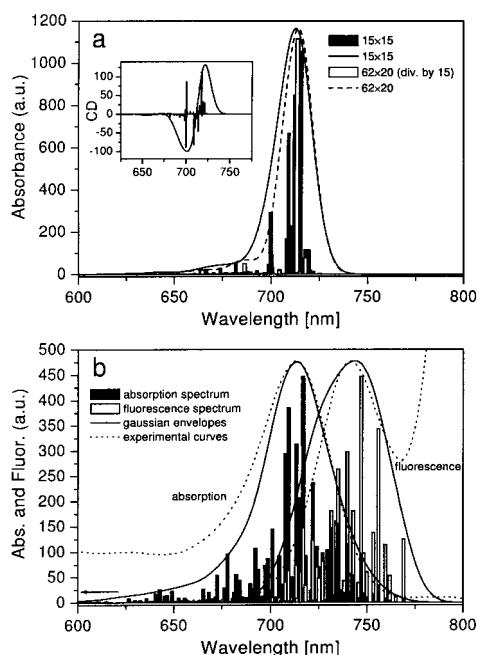 a
15×15
15×15
62×20 (div. by 15)
62×20
CD
100
50
0
-50
-100
650 700 750
Absorbance (a.u.)
1200
1000
800
600
400
200
0
600 650 700 750 800
Wavelength [nm]
b
absorption spectrum
fluorescence spectrum
gaussian envelopes
experimental curves
absorption
fluorescence
Abs. and Fluor. (a.u.)
500
450
400
350
300
250
200
150
100
50
0
600 650 700 750 800
Wavelength [nm]